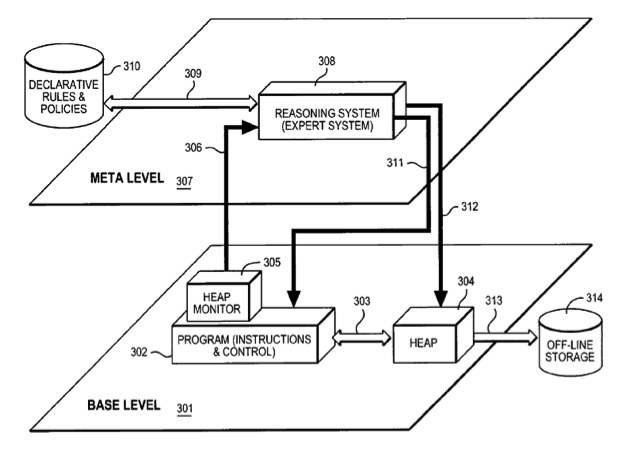 308
310
309
DECLARATIVE
RULES &
POLICIES
REASONING SYSTEM
(EXPERT SYSTEM)
306
311
META LEVEL
307
312
305
304
314
HEAP
MONITOR
303
313
302
PROGRAM (INSTRUCTIONS
& CONTROL)
HEAP
OFF-LINE
STORAGE
BASE LEVEL
301